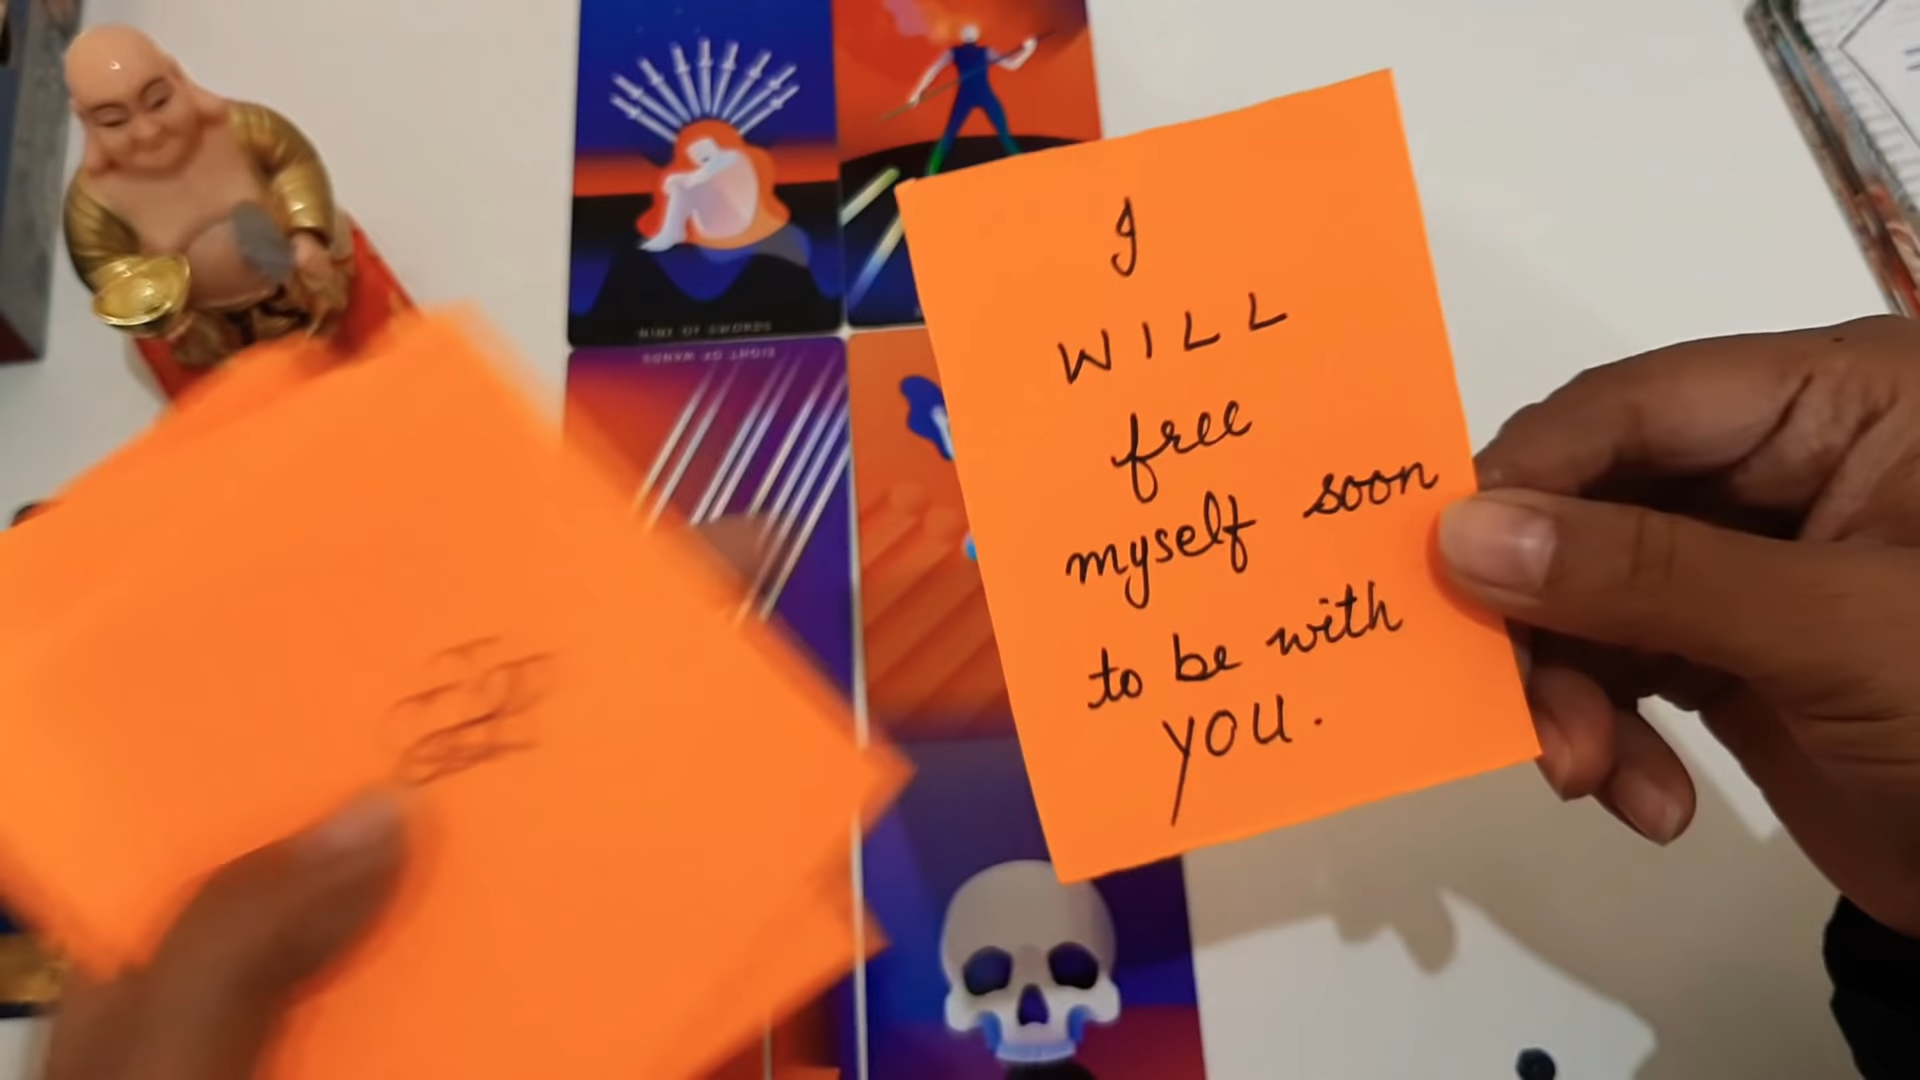 NINE OF SWORDS
EIGHT OF WANDS
I
WILL
free
myself soon
to be with
YOU.